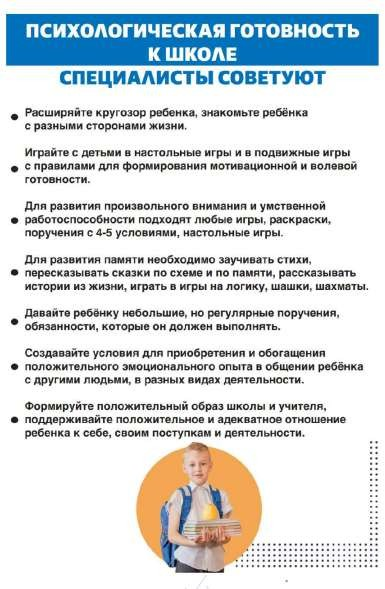 ПСИХОЛОГИЧЕСКАЯ ГОТОВНОСТЬ
К ШКОЛЕ
СПЕЦИАЛИСТЫ СОВЕТУЮТ
• Расширяйте кругозор ребенка, знакомьте ребёнка
с разными сторонами жизни.
Играйте с детьми в настольные игры и в подвижные игры
• с правилами для формирования мотивационной и волевой
готовности.
Для развития произвольного внимания и умственной
• работоспособности подходят любые игры, раскраски,
поручения с 4-5 условиями, настольные игры.
Для развития памяти необходимо заучивать стихи,
• пересказывать сказки по схеме и по памяти, рассказывать
истории из жизни, играть в игры на логику, шашки, шахматы.
• Давайте ребёнку небольшие, но регулярные поручения,
обязанности, которые он должен выполнять.
Создавайте условия для приобретения и обогащения
• положительного эмоционального опыта в общении ребёнка
с другими людьми, в разных видах деятельности.
Формируйте положительный образ школы и учителя,
• поддерживайте положительное и адекватное отношение
ребенка к себе, своим поступкам и деятельности.